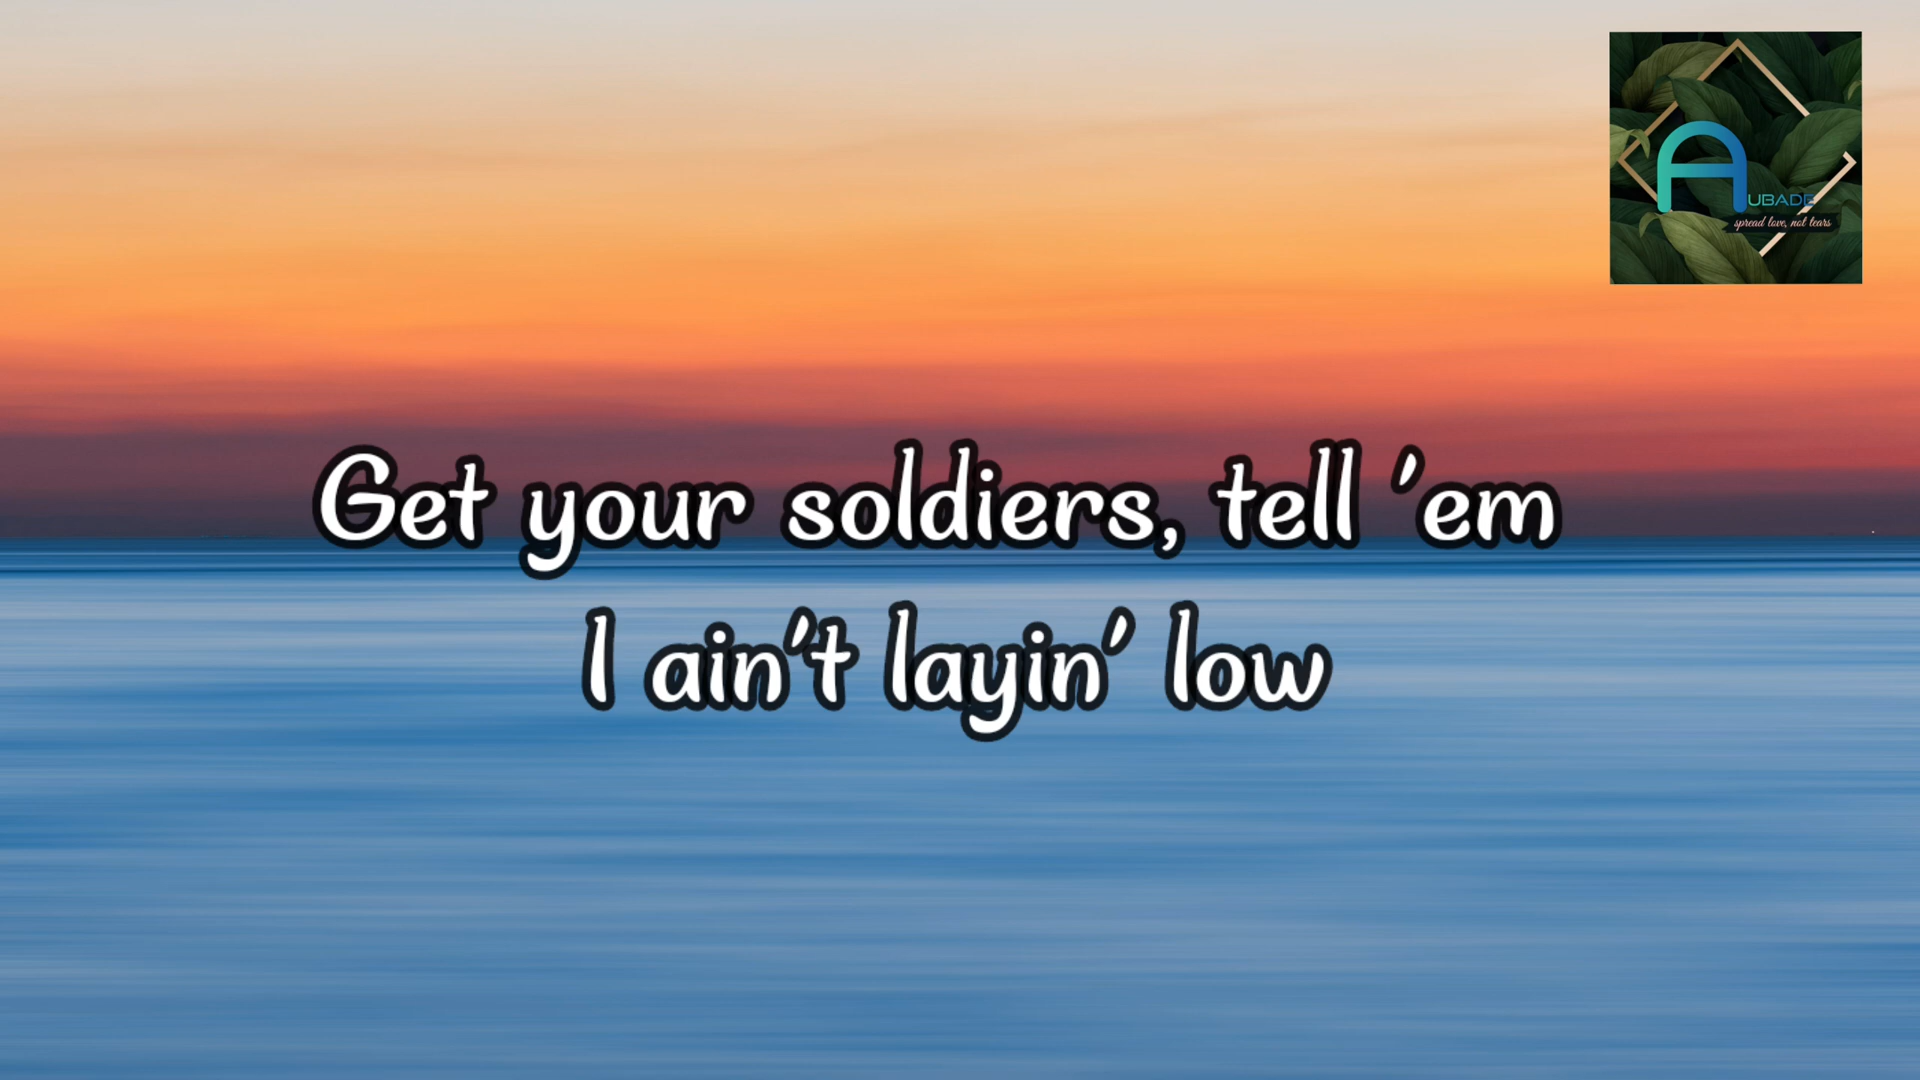 AUBADE
spread love, not tears
Get your soldiers, tell 'em
I ain't layin' low